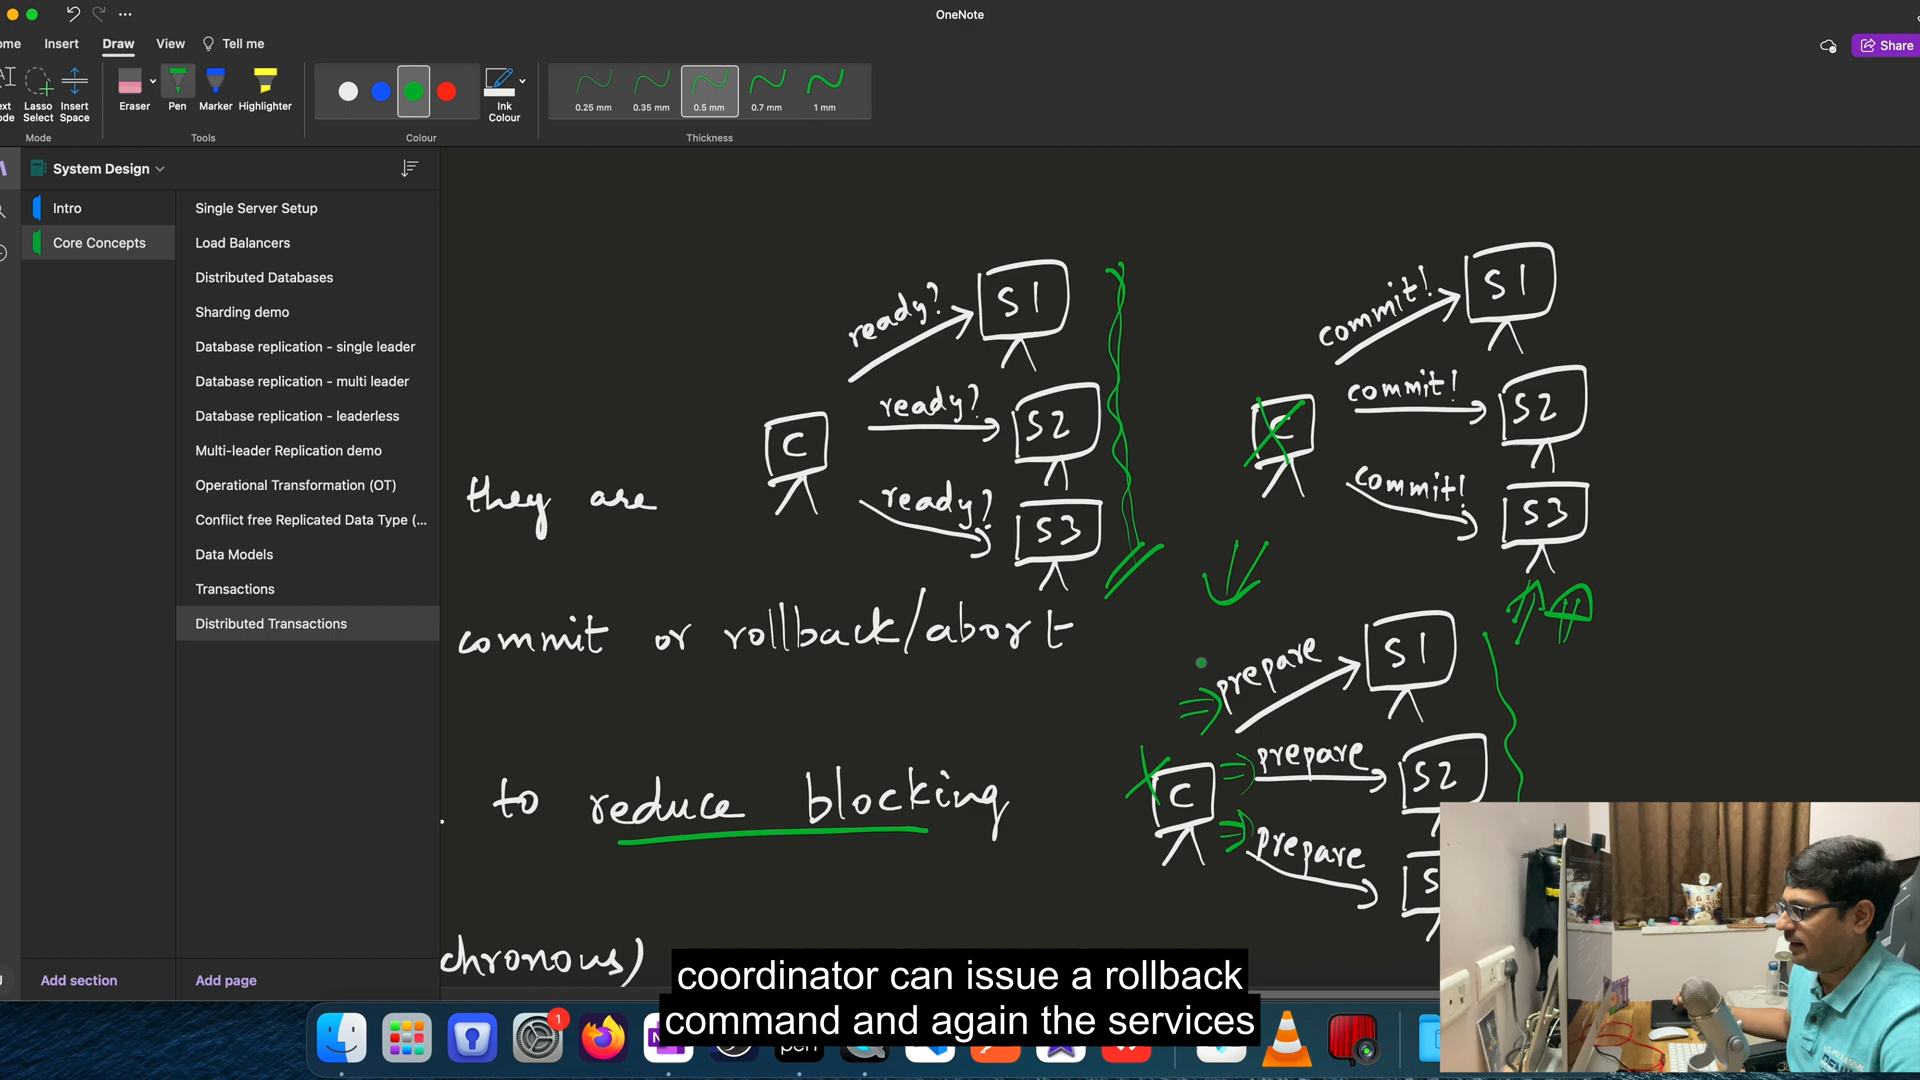 OneNote
Insert
Draw
View
Tell me
Share
Lasso Select
Insert Space
Eraser
Pen
Marker
Highlighter
Ink Colour
0.25 mm
0.35 mm
0.5 mm
0.7 mm
1 mm
Mode
Tools
Colour
Thickness
System Design
Intro
Core Concepts
Single Server Setup
Load Balancers
Distributed Databases
Sharding demo
Database replication - single leader
Database replication - multi leader
Database replication - leaderless
Multi-leader Replication demo
Operational Transformation (OT)
Conflict free Replicated Data Type (...
Data Models
Transactions
Distributed Transactions
Add section
Add page
ready? S1
ready? S2
C
ready? S3
commit! S1
commit! S2
C
commit! S3
they are
commit or rollback/abort
prepare S1
prepare S2
C
prepare
. to reduce blocking
chronous)
coordinator can issue a rollback
command and again the services
1